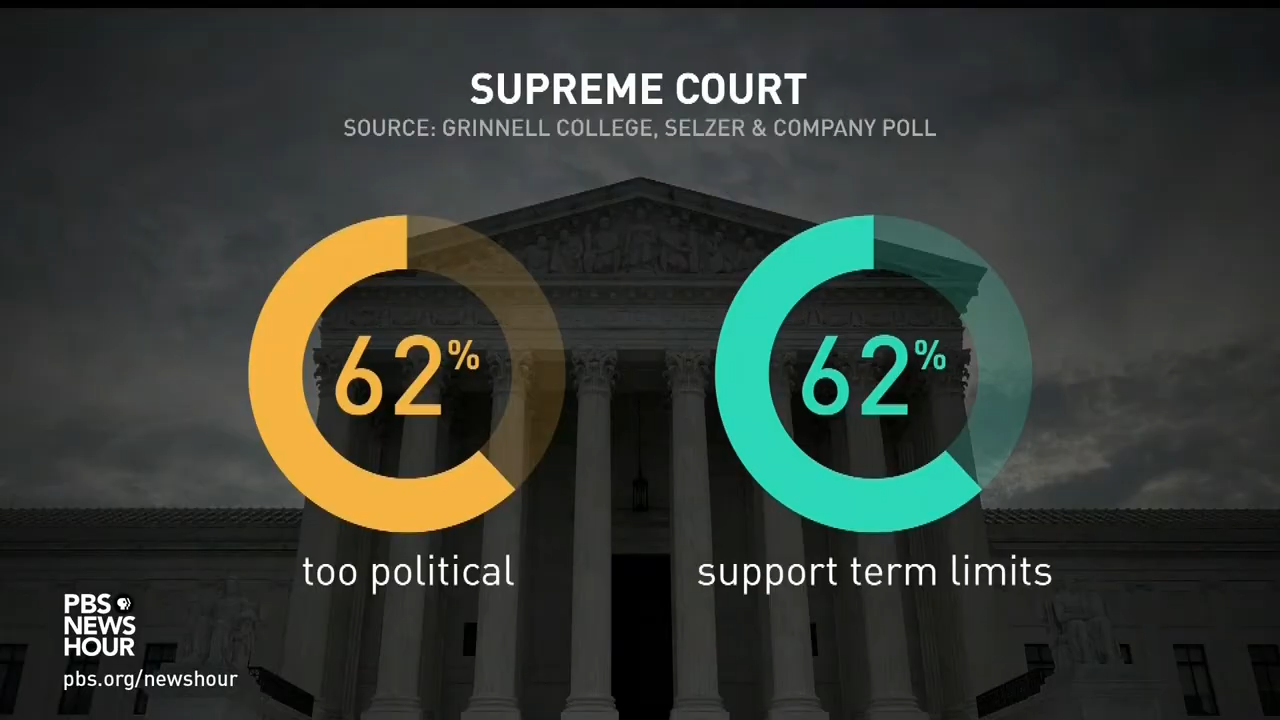 SUPREME COURT
SOURCE: GRINNELL COLLEGE, SELZER & COMPANY POLL
62%
too political
62%
support term limits
PBS
NEWS
HOUR
pbs.org/newshour